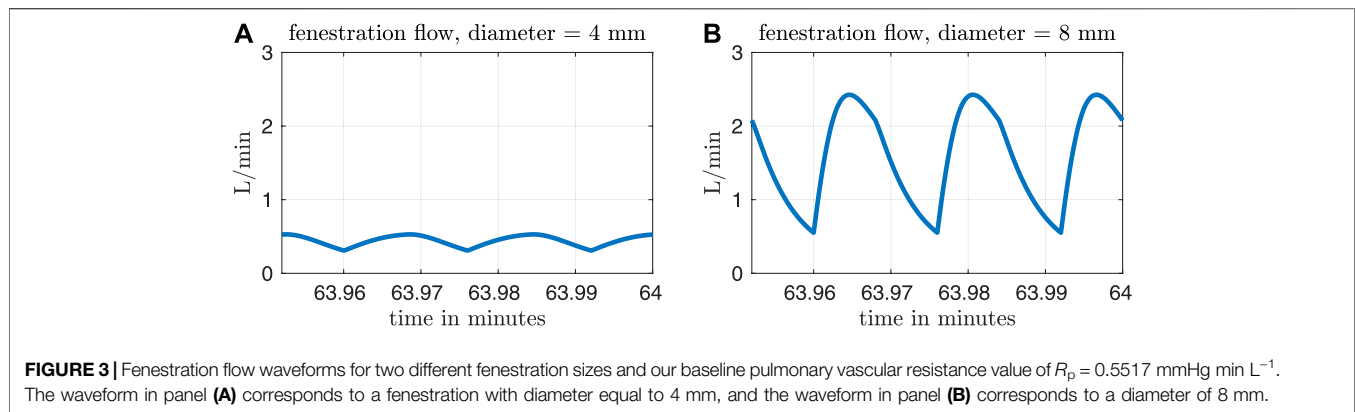 A fenestration flow, diameter = 4 mm
3
2
1
0
L/min
63.96 63.97 63.98 63.99 64
time in minutes
B fenestration flow, diameter = 8 mm
3
2
1
0
L/min
63.96 63.97 63.98 63.99 64
time in minutes
FIGURE 3 | Fenestration flow waveforms for two different fenestration sizes and our baseline pulmonary vascular resistance value of Rp = 0.5517 mmHg min L⁻¹.
The waveform in panel (A) corresponds to a fenestration with diameter equal to 4 mm, and the waveform in panel (B) corresponds to a diameter of 8 mm.